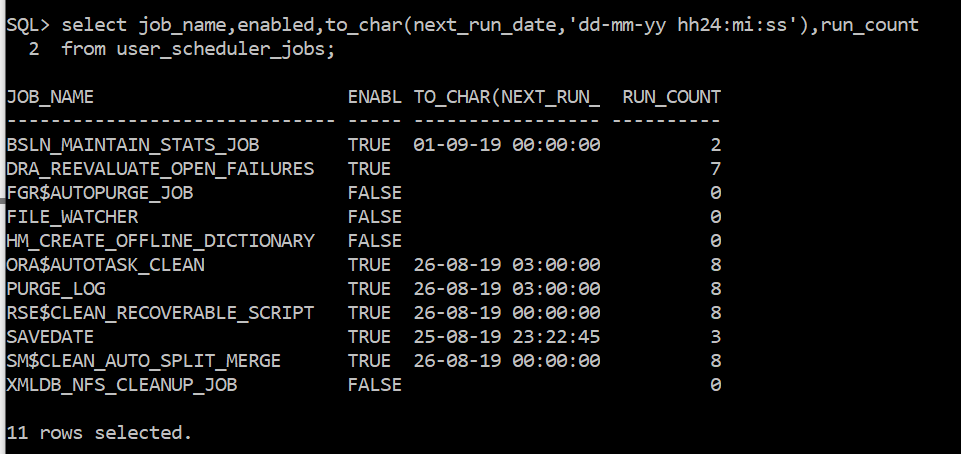 SQL> select job_name,enabled,to_char(next_run_date,'dd-mm-yy hh24:mi:ss'),run_count
  2  from user_scheduler_jobs;

JOB_NAME                       ENABL TO_CHAR(NEXT_RUN_  RUN_COUNT
------------------------------ ----- ----------------- ----------
BSLN_MAINTAIN_STATS_JOB        TRUE  01-09-19 00:00:00          2
DRA_REEVALUATE_OPEN_FAILURES   TRUE                             7
FGR$AUTOPURGE_JOB              FALSE                            0
FILE_WATCHER                   FALSE                            0
HM_CREATE_OFFLINE_DICTIONARY   FALSE                            0
ORA$AUTOTASK_CLEAN             TRUE  26-08-19 03:00:00          8
PURGE_LOG                      TRUE  26-08-19 03:00:00          8
RSE$CLEAN_RECOVERABLE_SCRIPT   TRUE  26-08-19 00:00:00          8
SAVEDATE                       TRUE  25-08-19 23:22:45          3
SM$CLEAN_AUTO_SPLIT_MERGE      TRUE  26-08-19 00:00:00          8
XMLDB_NFS_CLEANUP_JOB          FALSE                            0

11 rows selected.